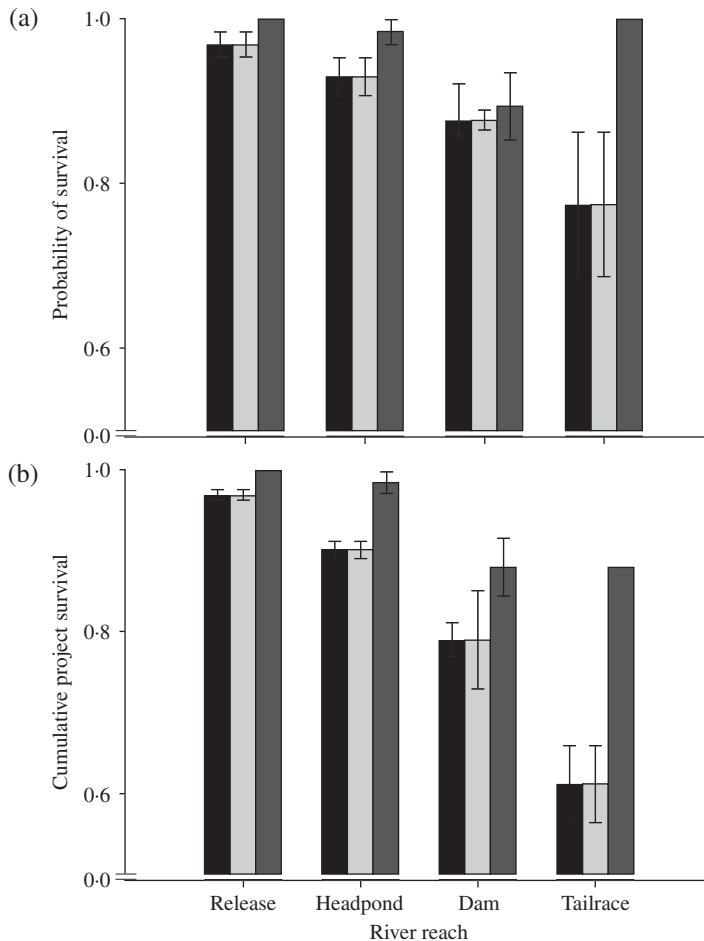 (a)
Probability of survival
1·0
0·8
0·6
0·0
(b)
Cumulative project survival
1·0
0·8
0·6
0·0
Release Headpond Dam Tailrace
River reach